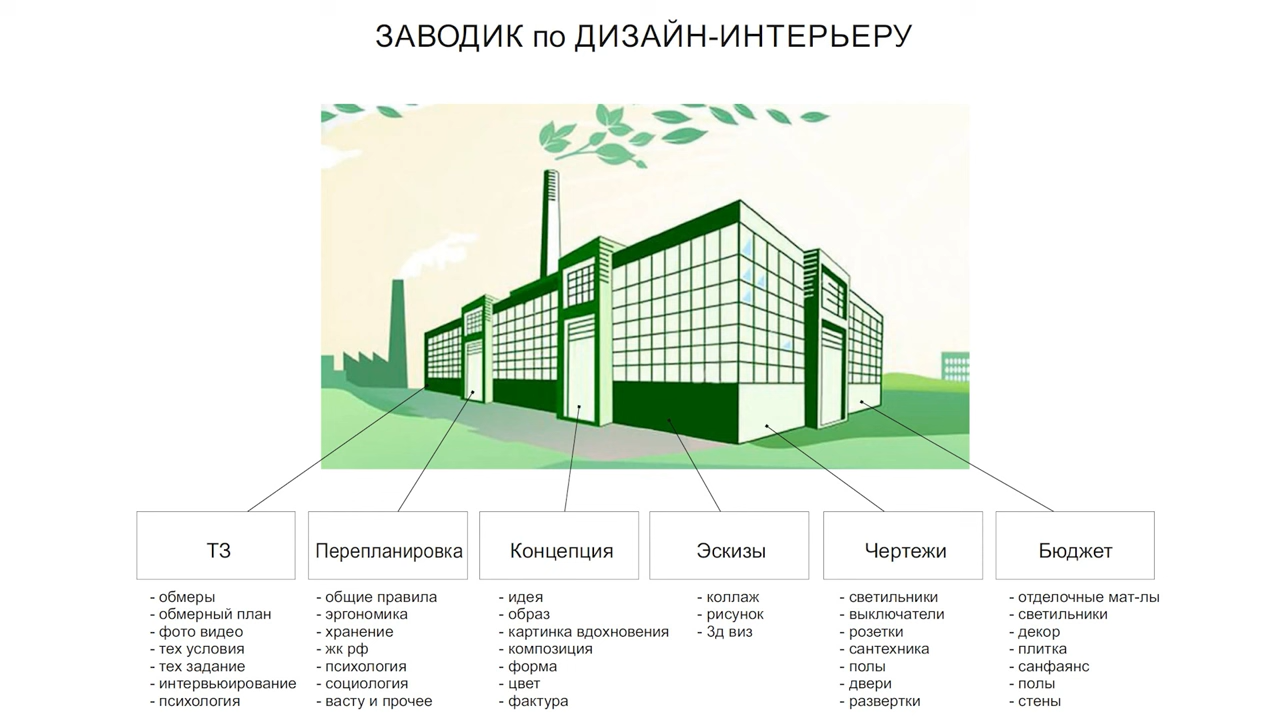 ЗАВОДИК по ДИЗАЙН-ИНТЕРЬЕРУ
ТЗ
- обмеры
- обмерный план
- фото видео
- тех условия
- тех задание
- интервьюирование
- психология
Перепланировка
- общие правила
- эргономика
- хранение
- жк рф
- психология
- социология
- васту и прочее
Концепция
- идея
- образ
- картинка вдохновения
- композиция
- форма
- цвет
- фактура
Эскизы
- коллаж
- рисунок
- 3д виз
Чертежи
- светильники
- выключатели
- розетки
- сантехника
- полы
- двери
- развертки
Бюджет
- отделочные мат-лы
- светильники
- декор
- плитка
- санфаянс
- полы
- стены